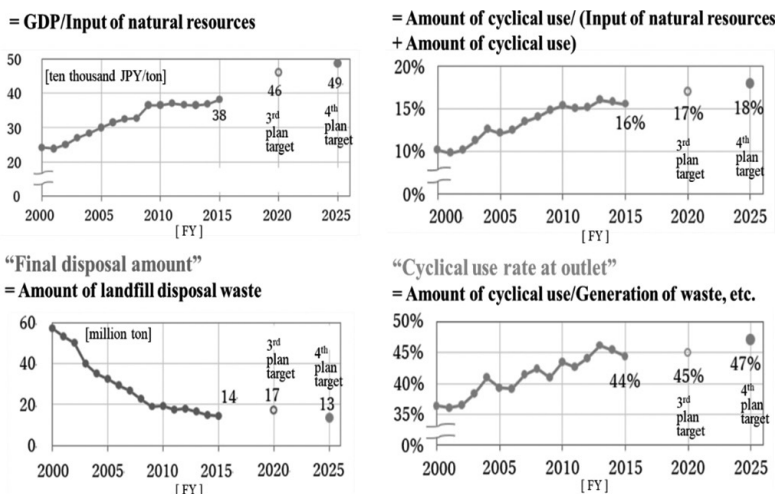 = GDP/Input of natural resources
[ten thousand JPY/ton]
50
40
30
20
0
38
46
3rd
plan
target
49
4th
plan
target
2000
2005
2010
2015
2020
2025
[ FY ]
= Amount of cyclical use/ (Input of natural resources
+ Amount of cyclical use)
20%
15%
10%
0%
16%
17%
3rd
plan
target
18%
4th
plan
target
2000
2005
2010
2015
2020
2025
[ FY ]
“Final disposal amount”
= Amount of landfill disposal waste
[million ton]
60
40
20
0
14
3rd
plan
target
17
4th
plan
target
13
2000
2005
2010
2015
2020
2025
[ FY ]
“Cyclical use rate at outlet”
= Amount of cyclical use/Generation of waste, etc.
50%
45%
40%
35%
0%
44%
45%
3rd
plan
target
47%
4th
plan
target
2000
2005
2010
2015
2020
2025
[ FY ]